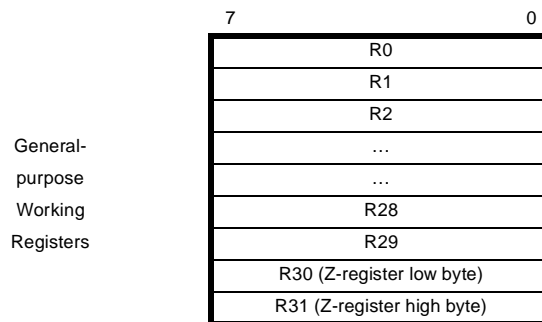 7 0
R0
R1
R2
General- …
purpose …
Working R28
Registers R29
R30 (Z-register low byte)
R31 (Z-register high byte)